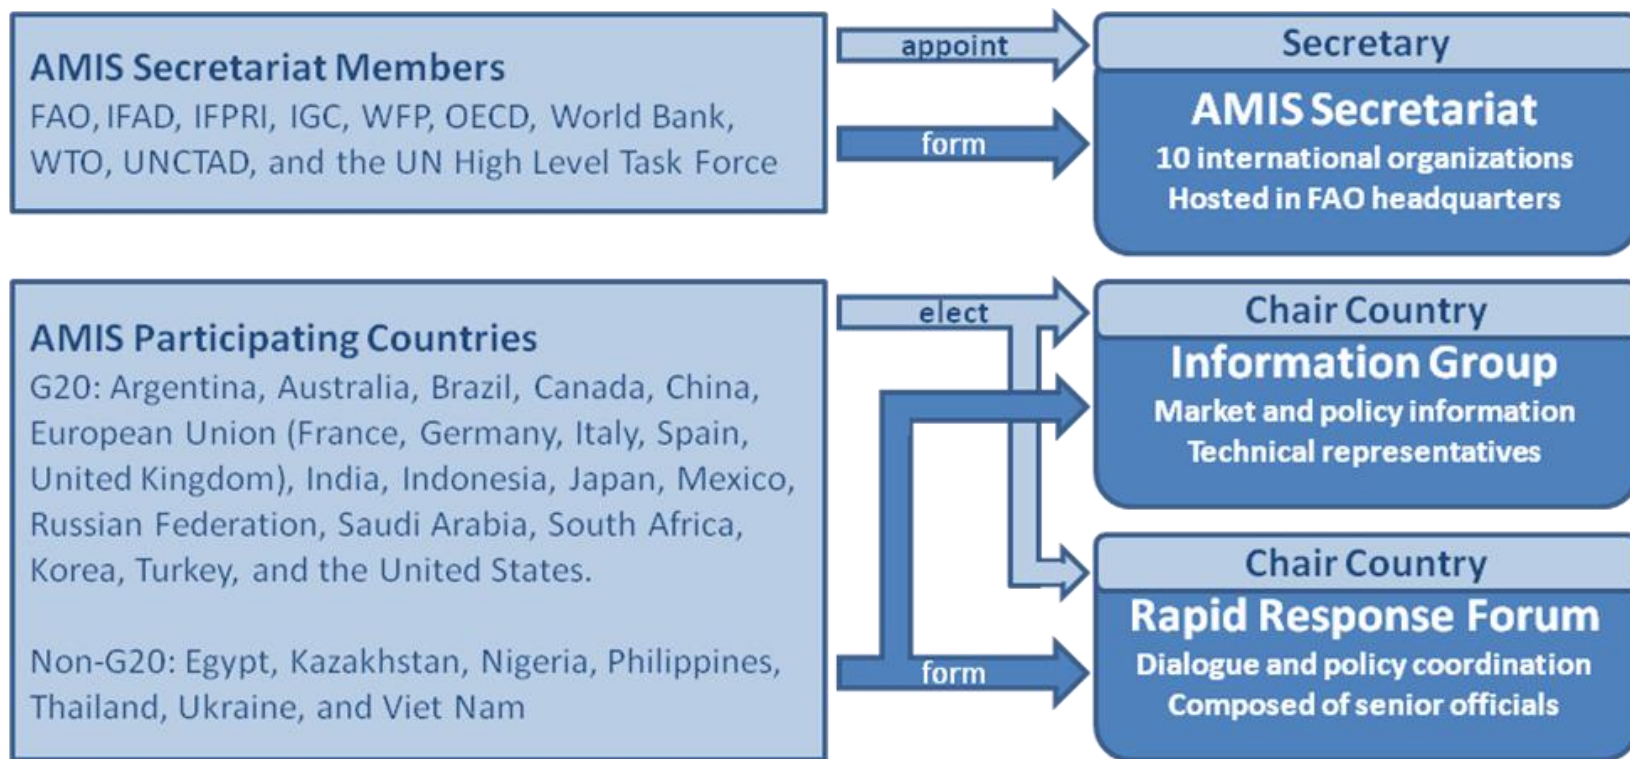 AMIS Secretariat Members
FAO, IFAD, IFPRI, IGC, WFP, OECD, World Bank,
WTO, UNCTAD, and the UN High Level Task Force
appoint
form
Secretary
AMIS Secretariat
10 international organizations
Hosted in FAO headquarters
AMIS Participating Countries
G20: Argentina, Australia, Brazil, Canada, China,
European Union (France, Germany, Italy, Spain,
United Kingdom), India, Indonesia, Japan, Mexico,
Russian Federation, Saudi Arabia, South Africa,
Korea, Turkey, and the United States.
Non-G20: Egypt, Kazakhstan, Nigeria, Philippines,
Thailand, Ukraine, and Viet Nam
elect
form
Chair Country
Information Group
Market and policy information
Technical representatives
Chair Country
Rapid Response Forum
Dialogue and policy coordination
Composed of senior officials